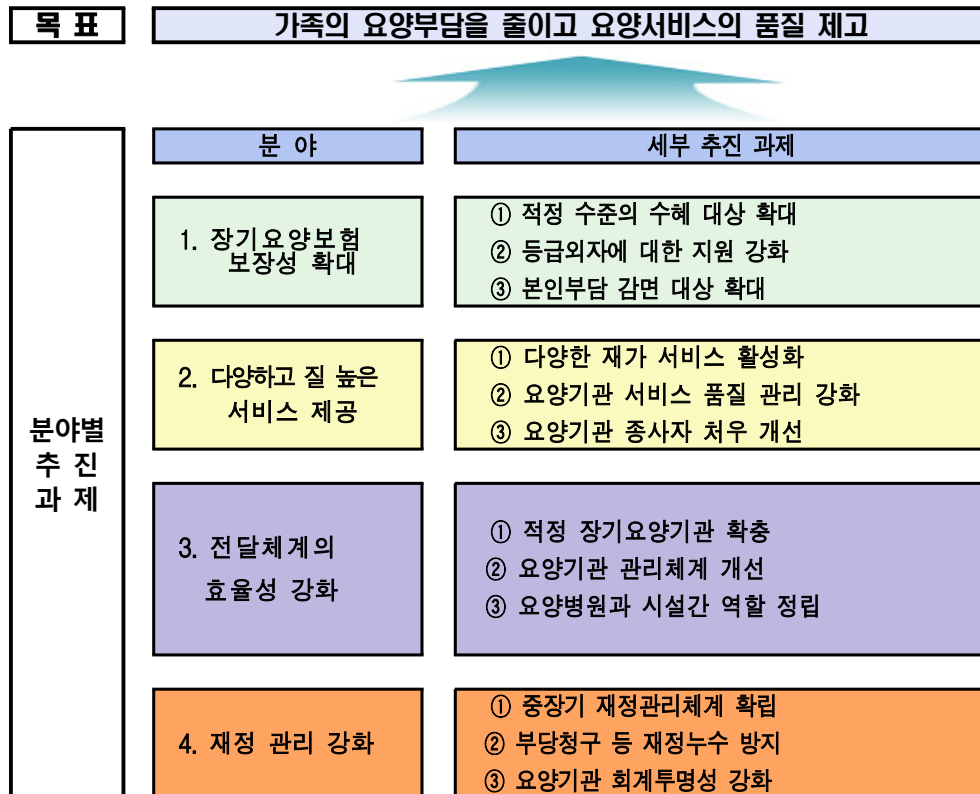 목 표
가족의 요양부담을 줄이고 요양서비스의 품질 제고
분 야
세부 추진 과제
분야별
추 진
과 제
1. 장기요양보험
보장성 확대
① 적정 수준의 수혜 대상 확대
② 등급외자에 대한 지원 강화
③ 본인부담 감면 대상 확대
2. 다양하고 질 높은
서비스 제공
① 다양한 재가 서비스 활성화
② 요양기관 서비스 품질 관리 강화
③ 요양기관 종사자 처우 개선
3. 전달체계의
효율성 강화
① 적정 장기요양기관 확충
② 요양기관 관리체계 개선
③ 요양병원과 시설간 역할 정립
4. 재정 관리 강화
① 중장기 재정관리체계 확립
② 부당청구 등 재정누수 방지
③ 요양기관 회계투명성 강화